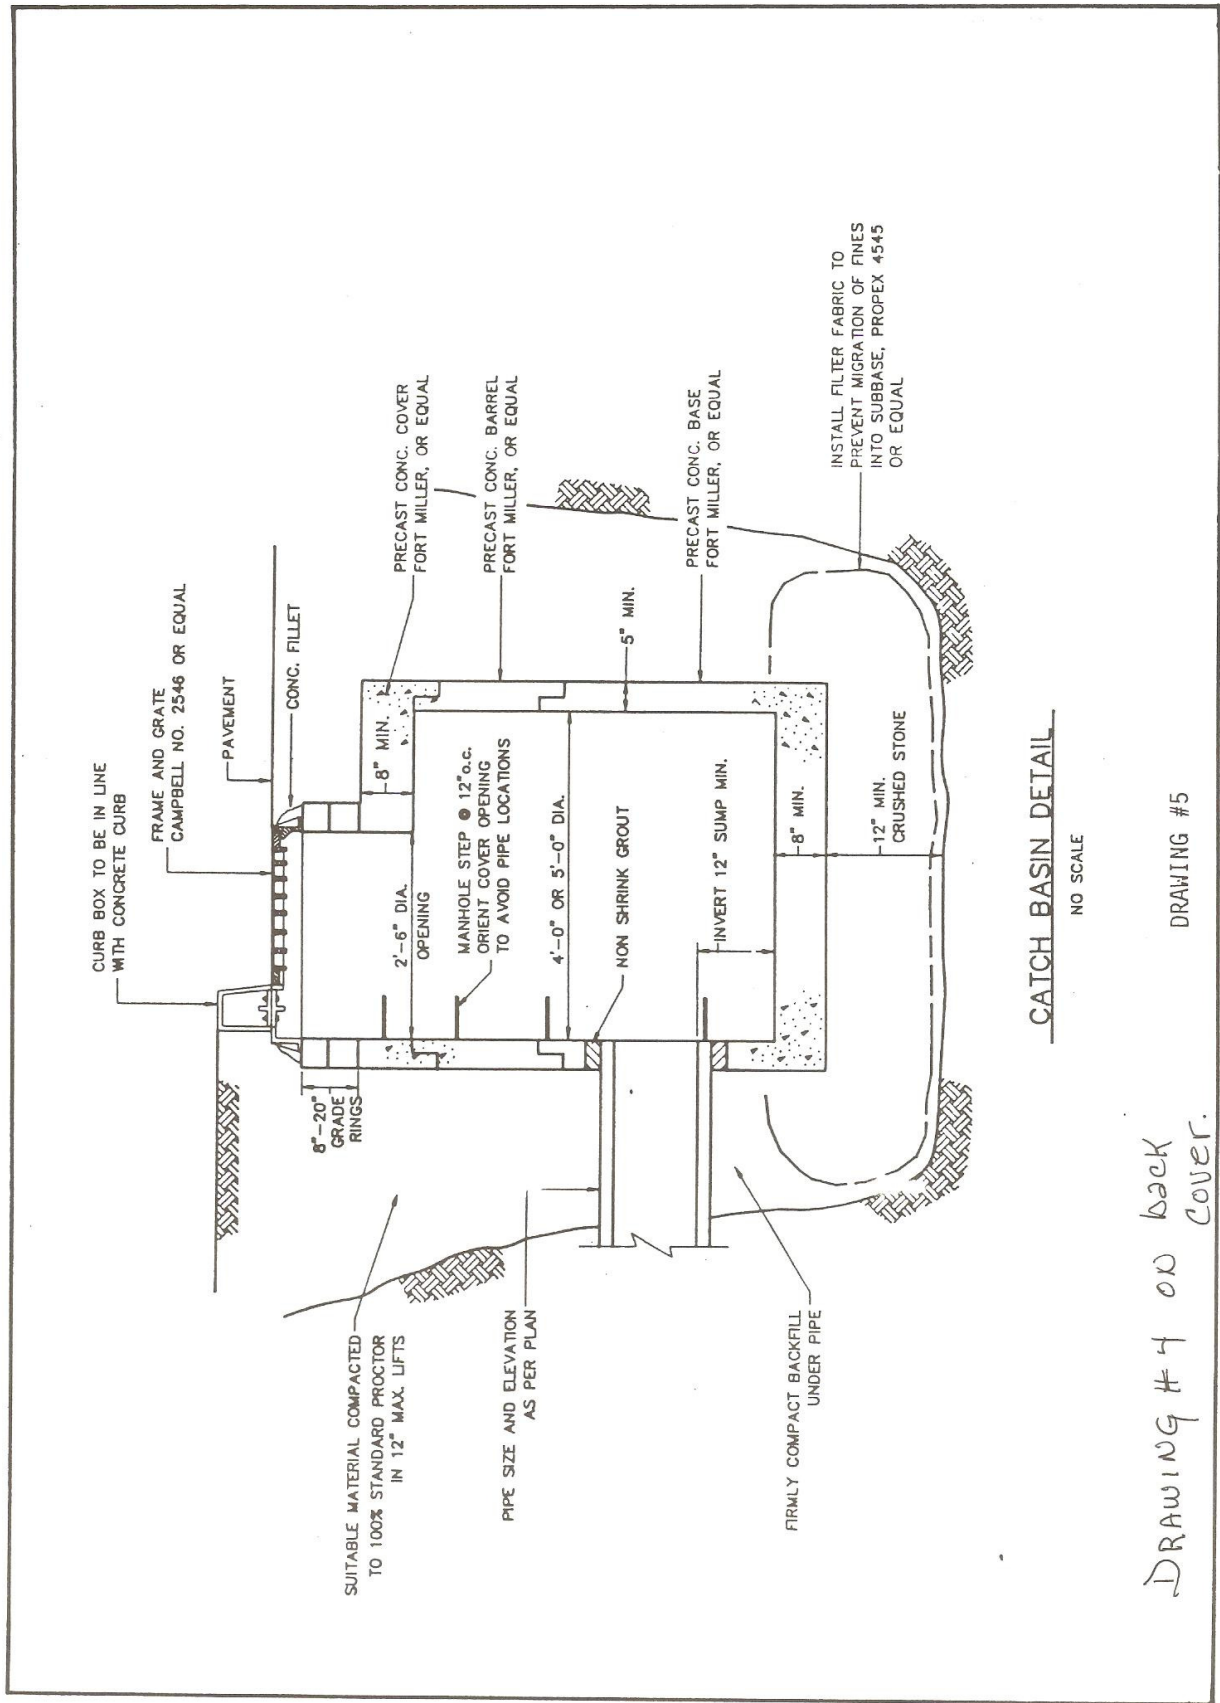 CURB BOX TO BE IN LINE
WITH CONCRETE CURB
FRAME AND GRATE
CAMPBELL NO. 2546 OR EQUAL
PAVEMENT
CONC. FILLET
8"-20"
GRADE
RINGS
2'-6" DIA.
OPENING
8" MIN.
PRECAST CONC. COVER
FORT MILLER, OR EQUAL
SUITABLE MATERIAL COMPACTED
TO 100% STANDARD PROCTOR
IN 12" MAX. LIFTS
MANHOLE STEP @ 12"o.c.
ORIENT COVER OPENING
TO AVOID PIPE LOCATIONS
PRECAST CONC. BARREL
FORT MILLER, OR EQUAL
PIPE SIZE AND ELEVATION
AS PER PLAN
4'-0" OR 5'-0" DIA.
NON SHRINK GROUT
5" MIN.
PRECAST CONC. BASE
FORT MILLER, OR EQUAL
INVERT 12" SUMP MIN.
FIRMLY COMPACT BACKFILL
UNDER PIPE
8" MIN.
12" MIN.
CRUSHED STONE
INSTALL FILTER FABRIC TO
PREVENT MIGRATION OF FINES
INTO SUBBASE, PROPEX 4545
OR EQUAL
CATCH BASIN DETAIL
NO SCALE
DRAWING #5
DRAWING #4 ON back
cover.